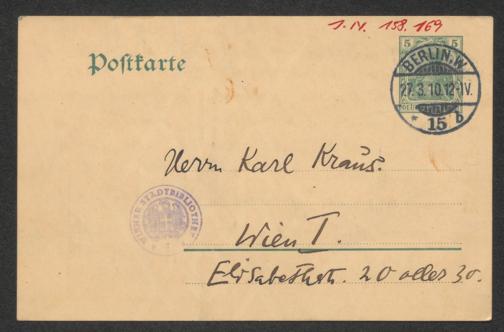 1. IV. 158. 169
Postkarte
5 5
BERLIN. W.
27.3.10.12-1V.
* 15 b
Herrn Karl Kraus.
WIENER STADTBIBLIOTHEK
Wien I.
Elisabethstr. 20 oder 30.